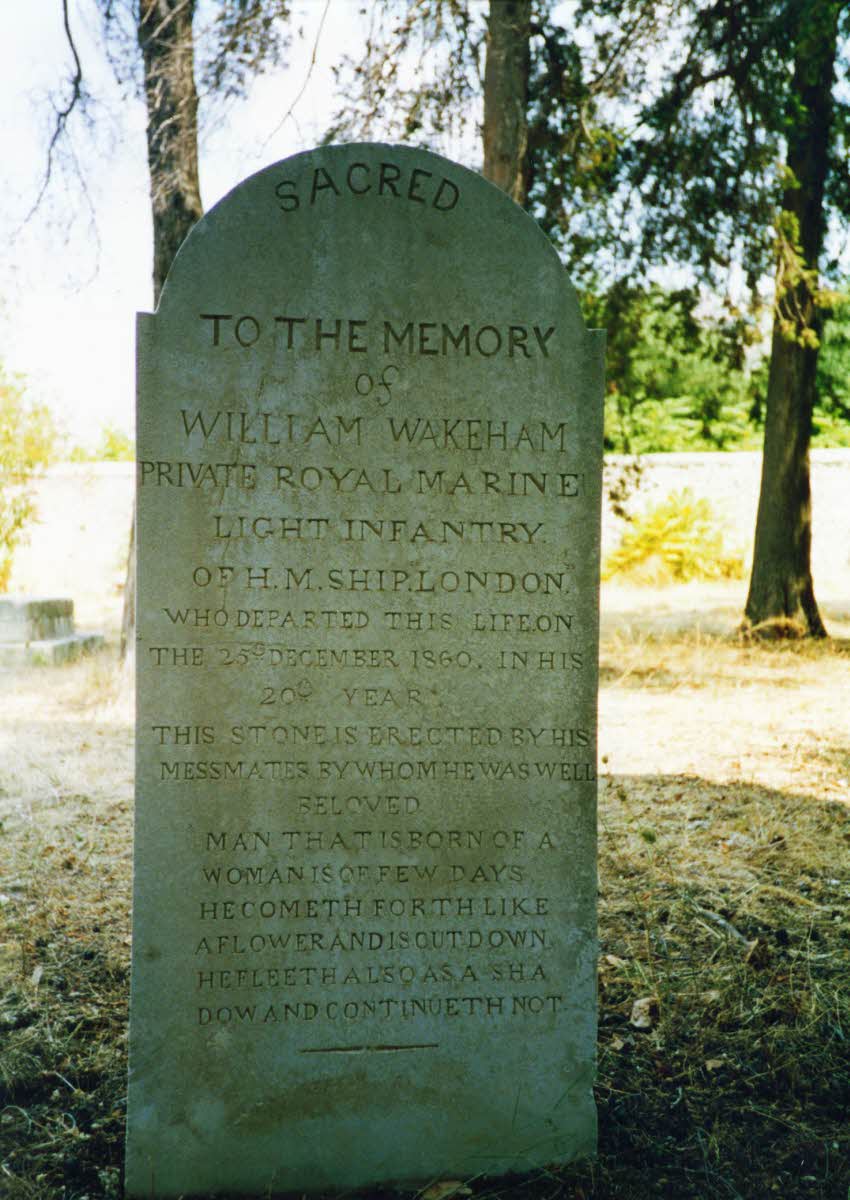 SACRED
TO THE MEMORY
of
WILLIAM WAKEHAM
PRIVATE ROYAL MARINE
LIGHT INFANTRY.
OF H.M.SHIP.LONDON.
WHO DEPARTED THIS LIFE.ON
THE 25 DECEMBER 1860. IN HIS
20 YEAR
THIS STONE IS ERECTED BY HIS
MESSMATES BY WHOM HE WAS WELL
BELOVED
MAN THAT IS BORN OF A
WOMAN IS OF FEW DAYS
HE COMETH FORTH LIKE
A FLOWER AND IS CUT DOWN.
HE FLEETH ALSO AS A SHA
DOW AND CONTINUETH NOT.